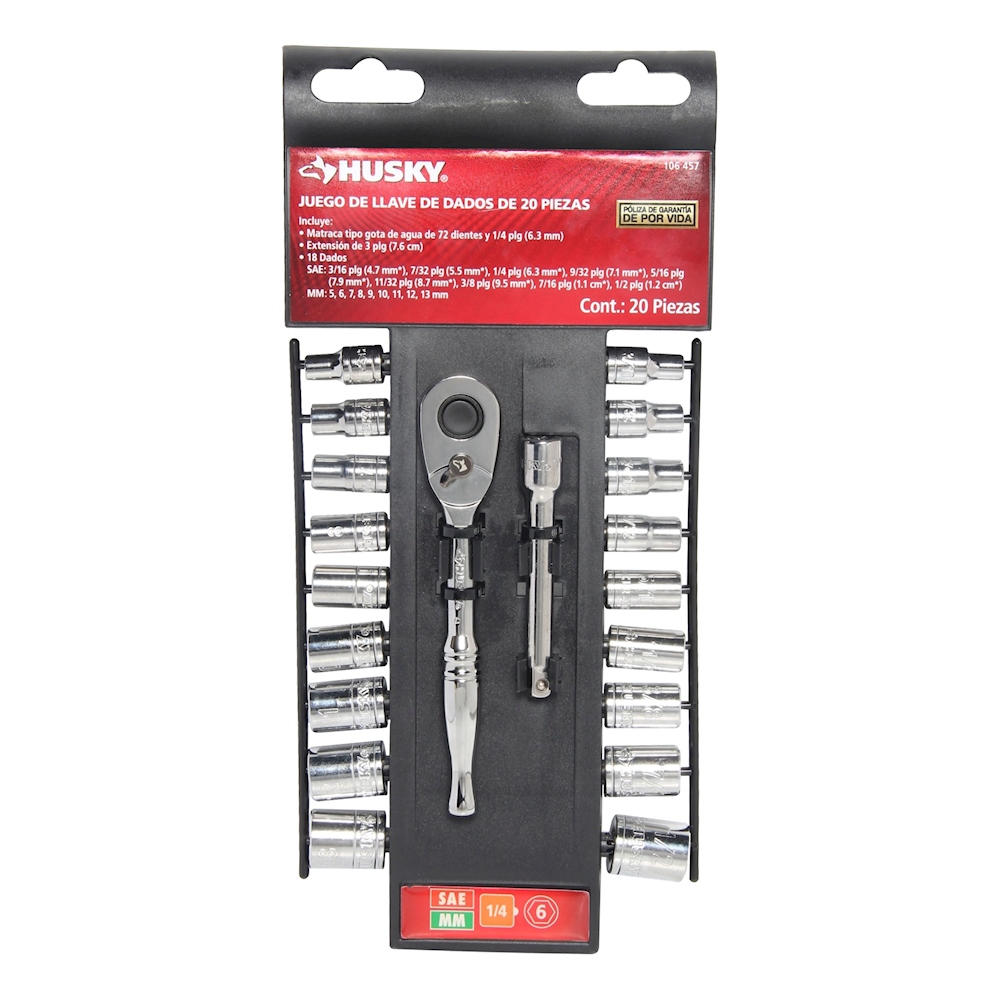 HUSKY®
106 457
JUEGO DE LLAVE DE DADOS DE 20 PIEZAS
PÓLIZA DE GARANTÍA
DE POR VIDA
Incluye:
• Matraca tipo gota de agua de 72 dientes y 1/4 plg (6.3 mm)
• Extensión de 3 plg (7.6 cm)
• 18 Dados
SAE: 3/16 plg (4.7 mm*), 7/32 plg (5.5 mm*), 1/4 plg (6.3 mm*), 9/32 plg (7.1 mm*), 5/16 plg
(7.9 mm*), 11/32 plg (8.7 mm*), 3/8 plg (9.5 mm*), 7/16 plg (1.1 cm*), 1/2 plg (1.2 cm*)
MM: 5, 6, 7, 8, 9, 10, 11, 12, 13 mm
Cont.: 20 Piezas
SAE
MM
1/4
6